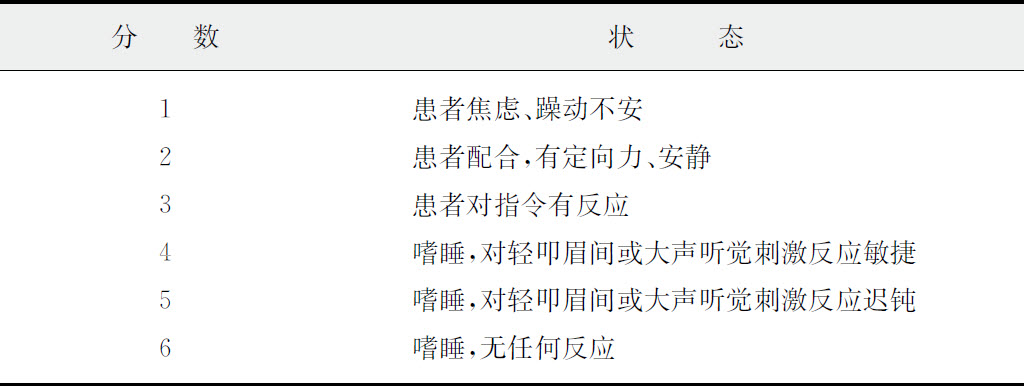 分 数 状 态
1 患者焦虑、躁动不安
2 患者配合,有定向力、安静
3 患者对指令有反应
4 嗜睡,对轻叩眉间或大声听觉刺激反应敏捷
5 嗜睡,对轻叩眉间或大声听觉刺激反应迟钝
6 嗜睡,无任何反应